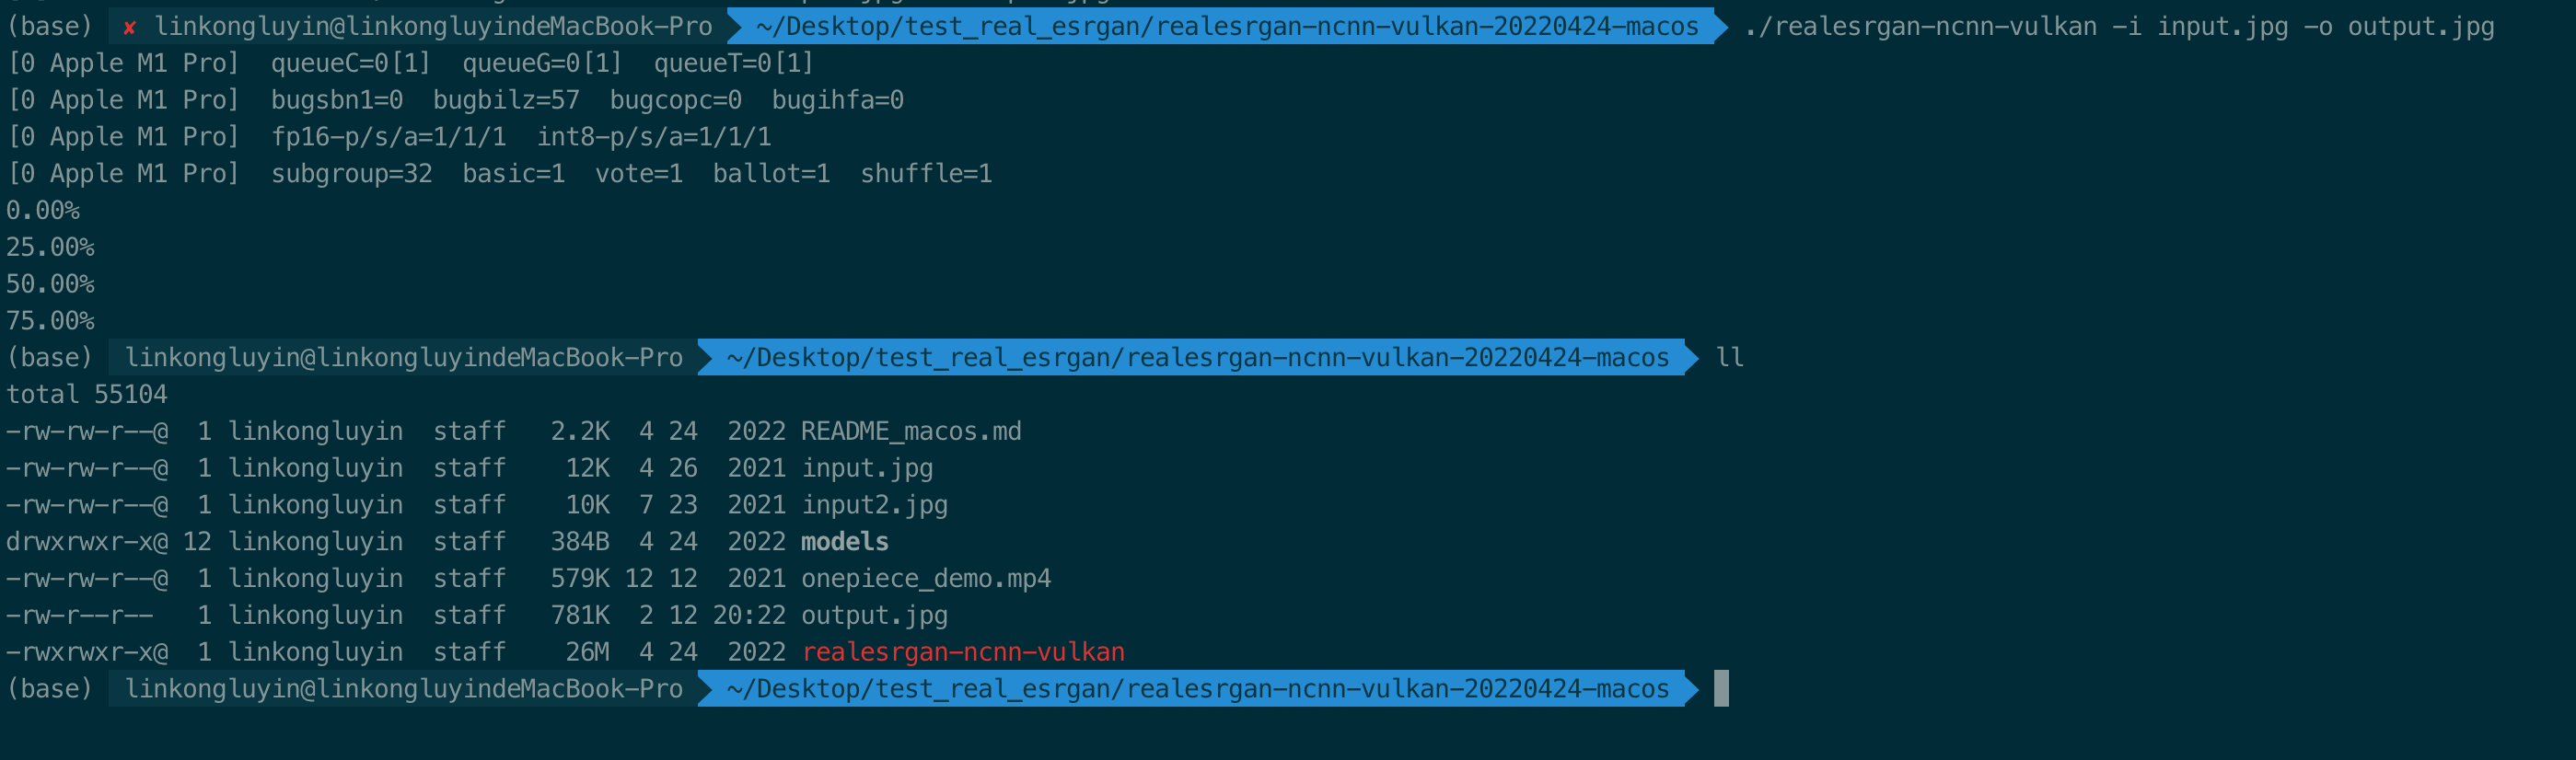 (base) ✘ linkongluyin@linkongluyindeMacBook-Pro ~/Desktop/test_real_esrgan/realesrgan-ncnn-vulkan-20220424-macos ./realesrgan-ncnn-vulkan -i input.jpg -o output.jpg
[0 Apple M1 Pro]  queueC=0[1]  queueG=0[1]  queueT=0[1]
[0 Apple M1 Pro]  bugsbn1=0  bugbilz=57  bugcopc=0  bugihfa=0
[0 Apple M1 Pro]  fp16-p/s/a=1/1/1  int8-p/s/a=1/1/1
[0 Apple M1 Pro]  subgroup=32  basic=1  vote=1  ballot=1  shuffle=1
0.00%
25.00%
50.00%
75.00%
(base) linkongluyin@linkongluyindeMacBook-Pro ~/Desktop/test_real_esrgan/realesrgan-ncnn-vulkan-20220424-macos ll
total 55104
-rw-rw-r--@  1 linkongluyin  staff   2.2K  4 24  2022 README_macos.md
-rw-rw-r--@  1 linkongluyin  staff    12K  4 26  2021 input.jpg
-rw-rw-r--@  1 linkongluyin  staff    10K  7 23  2021 input2.jpg
drwxrwxr-x@ 12 linkongluyin  staff   384B  4 24  2022 models
-rw-rw-r--@  1 linkongluyin  staff   579K 12 12  2021 onepiece_demo.mp4
-rw-r--r--   1 linkongluyin  staff   781K  2 12 20:22 output.jpg
-rwxrwxr-x@  1 linkongluyin  staff    26M  4 24  2022 realesrgan-ncnn-vulkan
(base) linkongluyin@linkongluyindeMacBook-Pro ~/Desktop/test_real_esrgan/realesrgan-ncnn-vulkan-20220424-macos